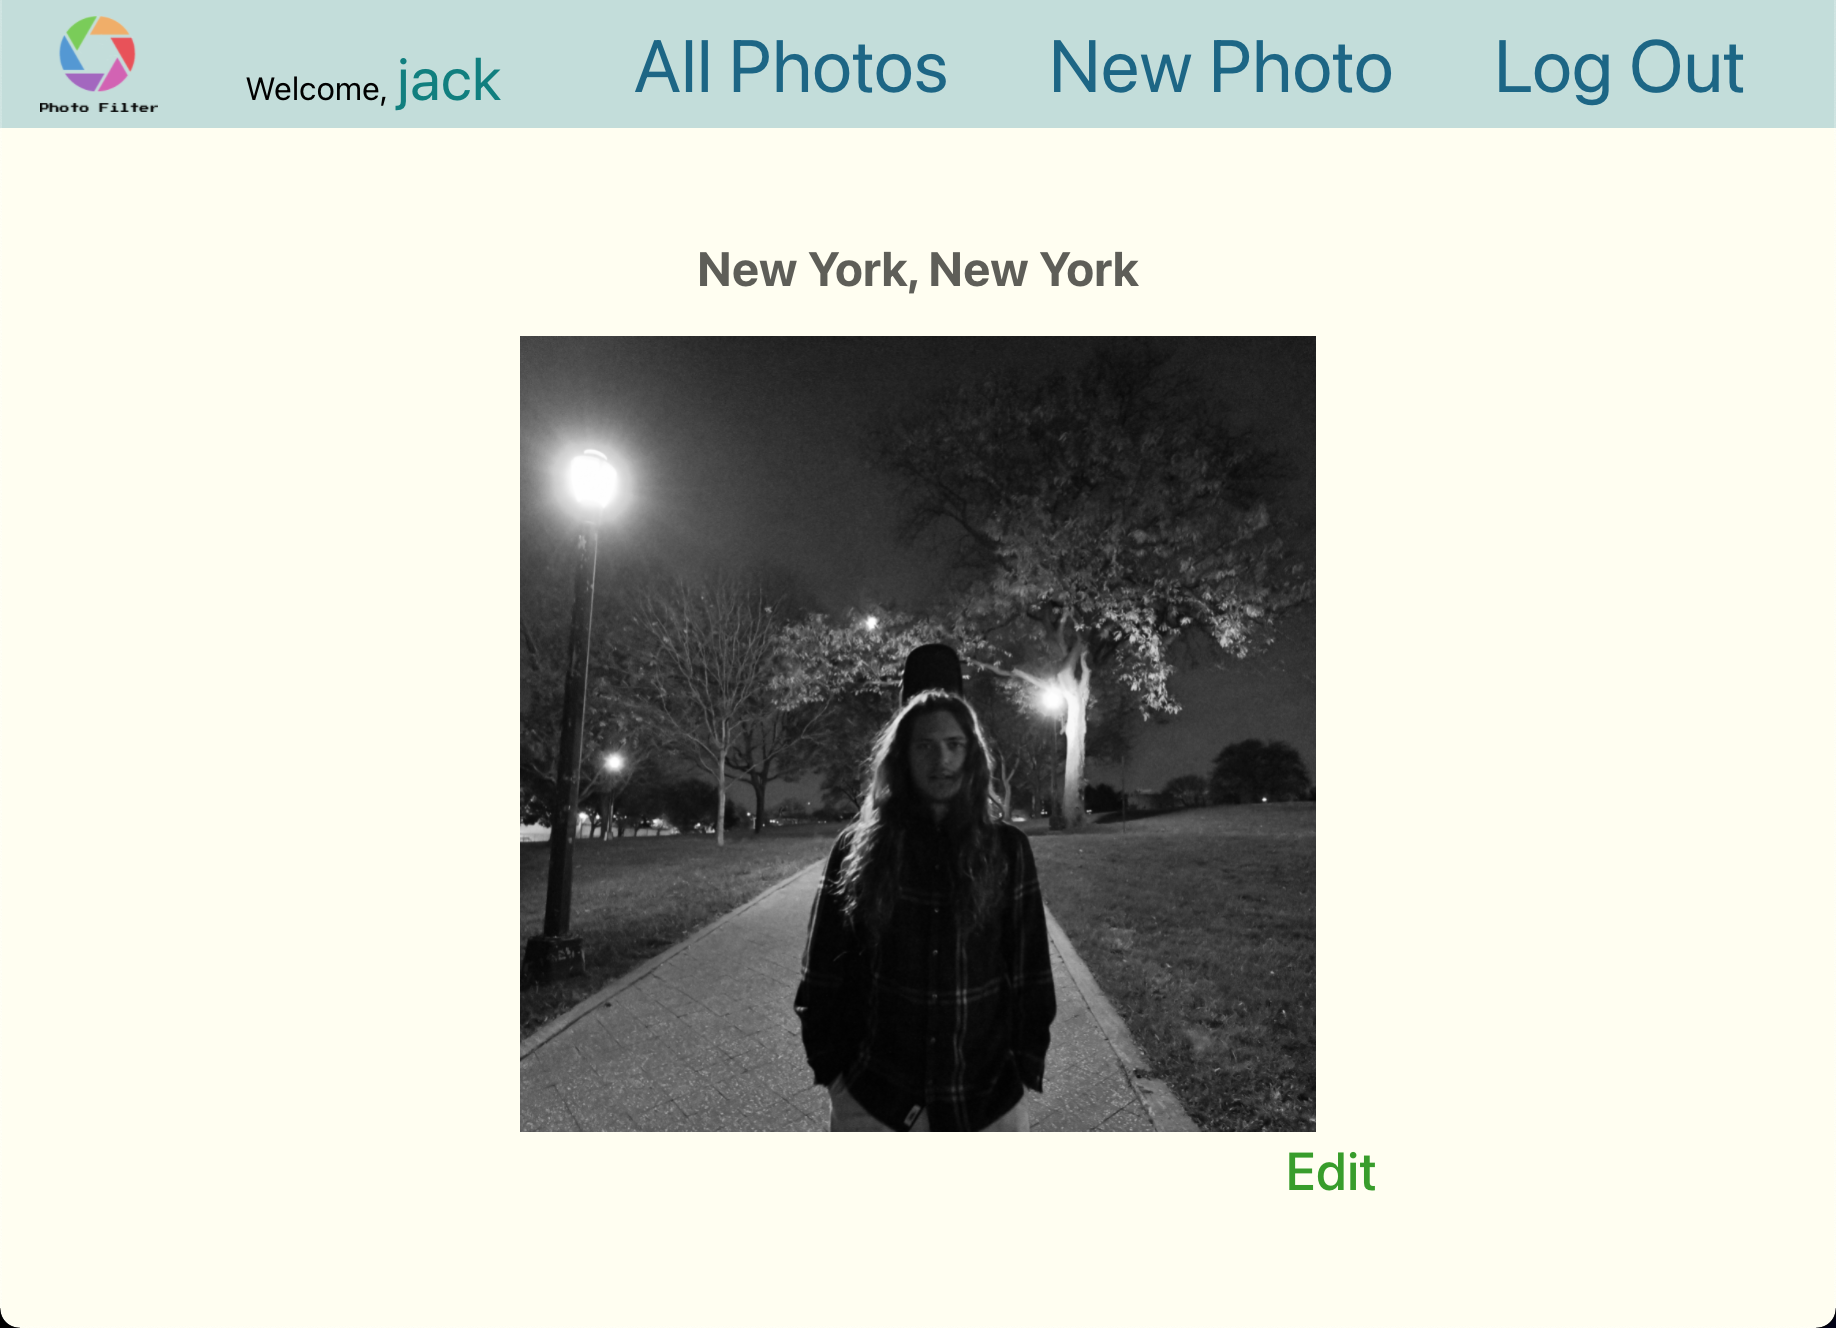 Photo Filter
Welcome, jack
All Photos
New Photo
Log Out
New York, New York
Edit